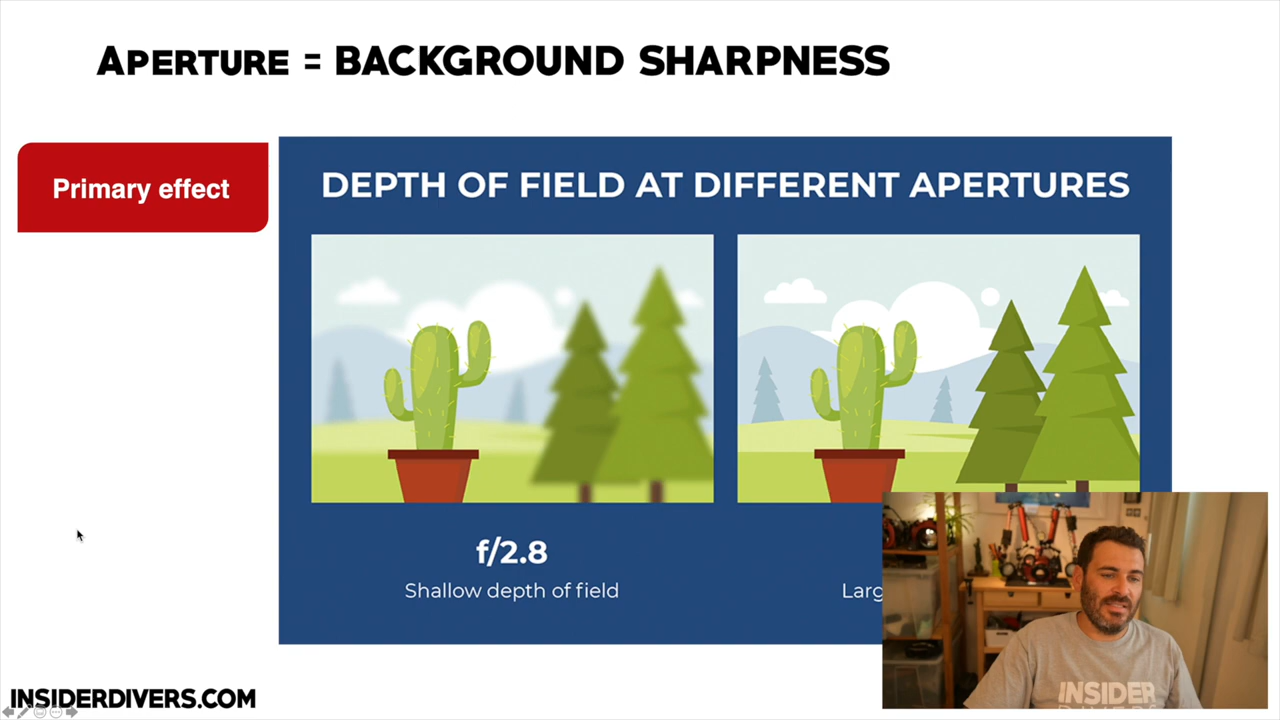 APERTURE = BACKGROUND SHARPNESS
Primary effect
DEPTH OF FIELD AT DIFFERENT APERTURES
f/2.8
Shallow depth of field
INSIDERDIVERS.COM
INSIDER